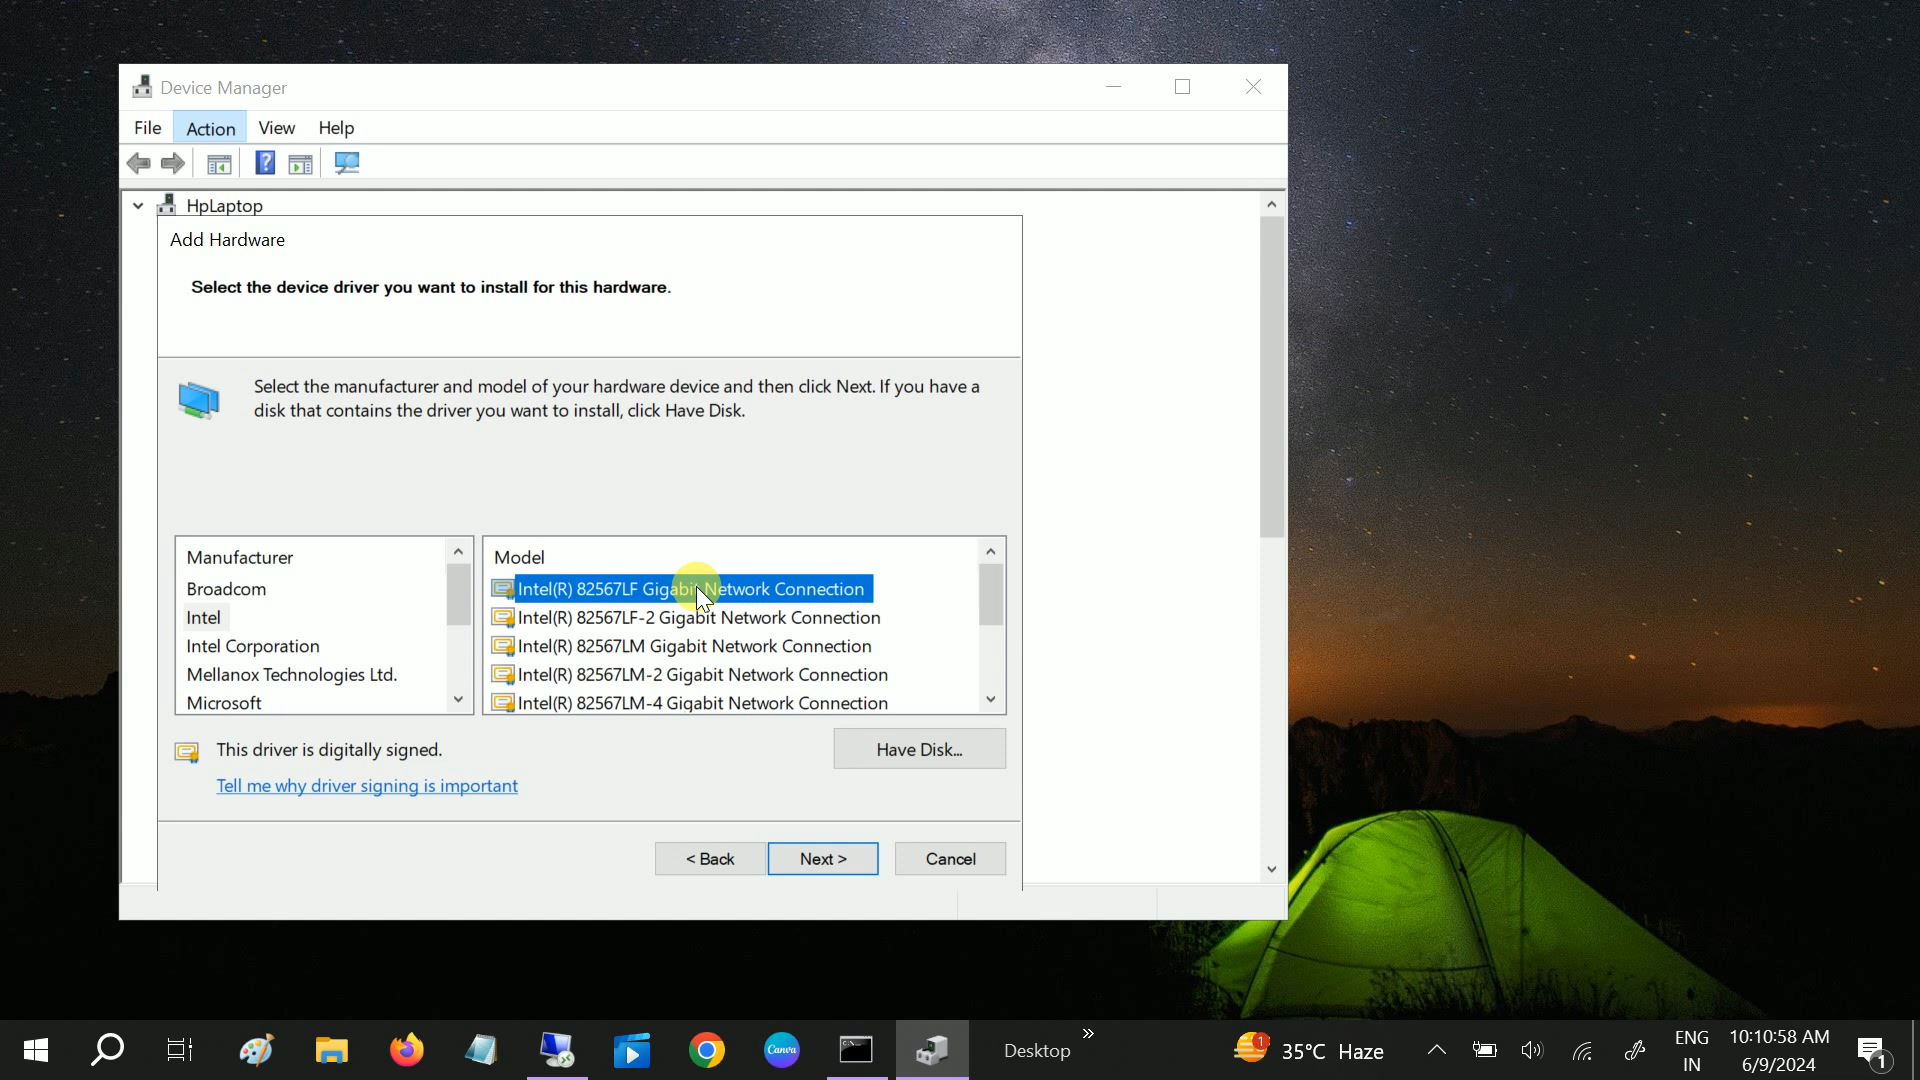 Device Manager
File Action View Help
HpLaptop
Add Hardware
Select the device driver you want to install for this hardware.
Select the manufacturer and model of your hardware device and then click Next. If you have a
disk that contains the driver you want to install, click Have Disk.
Manufacturer
Broadcom
Intel
Intel Corporation
Mellanox Technologies Ltd.
Microsoft
Model
Intel(R) 82567LF Gigabit Network Connection
Intel(R) 82567LF-2 Gigabit Network Connection
Intel(R) 82567LM Gigabit Network Connection
Intel(R) 82567LM-2 Gigabit Network Connection
Intel(R) 82567LM-4 Gigabit Network Connection
This driver is digitally signed.
Have Disk...
Tell me why driver signing is important
< Back Next > Cancel
Canva
Desktop »
1
35°C Haze
ENG
IN
10:10:58 AM
6/9/2024
1